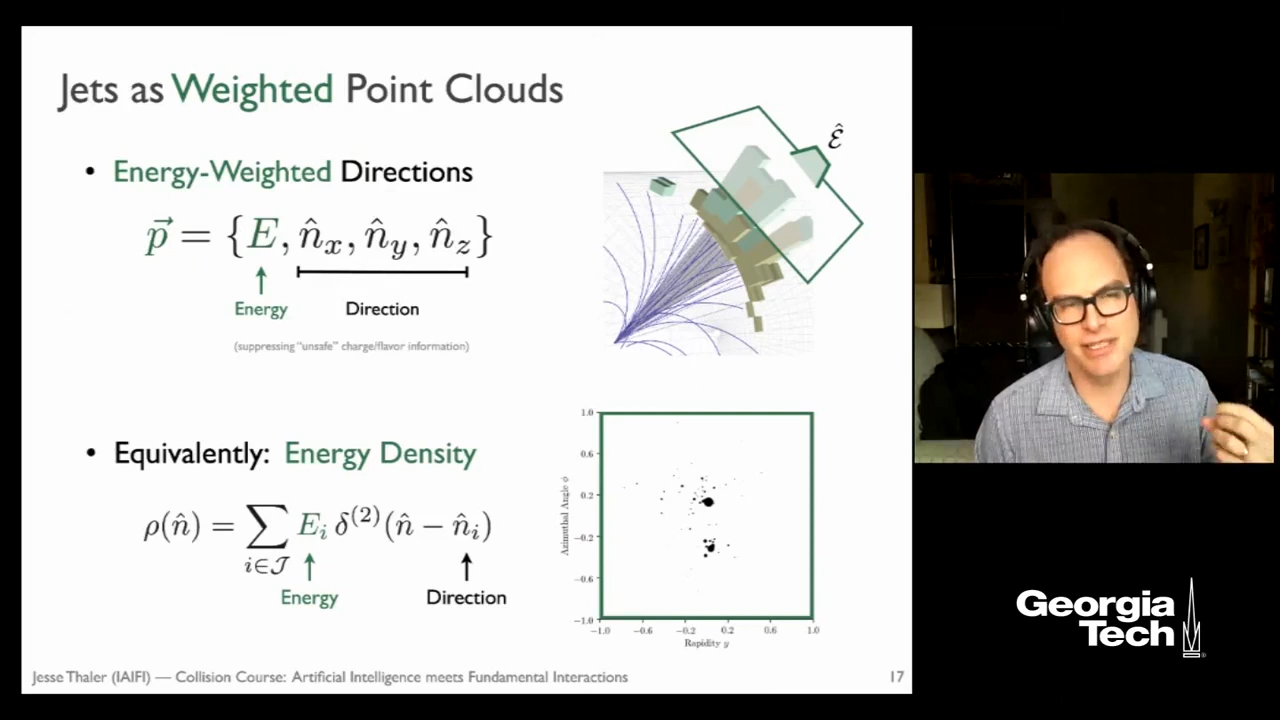 Jets as Weighted Point Clouds
• Energy-Weighted Directions
p⃗ = {E, n̂ₓ, n̂ᵧ, n̂_z}
Energy
Direction
(suppressing "unsafe" charge/flavor information)
ℰ̂
• Equivalently: Energy Density
ρ(n̂) = ∑ Eᵢ δ⁽²⁾(n̂ − n̂ᵢ)
i∈𝒥
Energy
Direction
1.0
0.6
0.2
−0.2
−0.6
−1.0
Azimuthal Angle ϕ
−1.0 −0.6 −0.2 0.2 0.6 1.0
Rapidity y
Jesse Thaler (IAIFI) — Collision Course: Artificial Intelligence meets Fundamental Interactions
17
Georgia
Tech